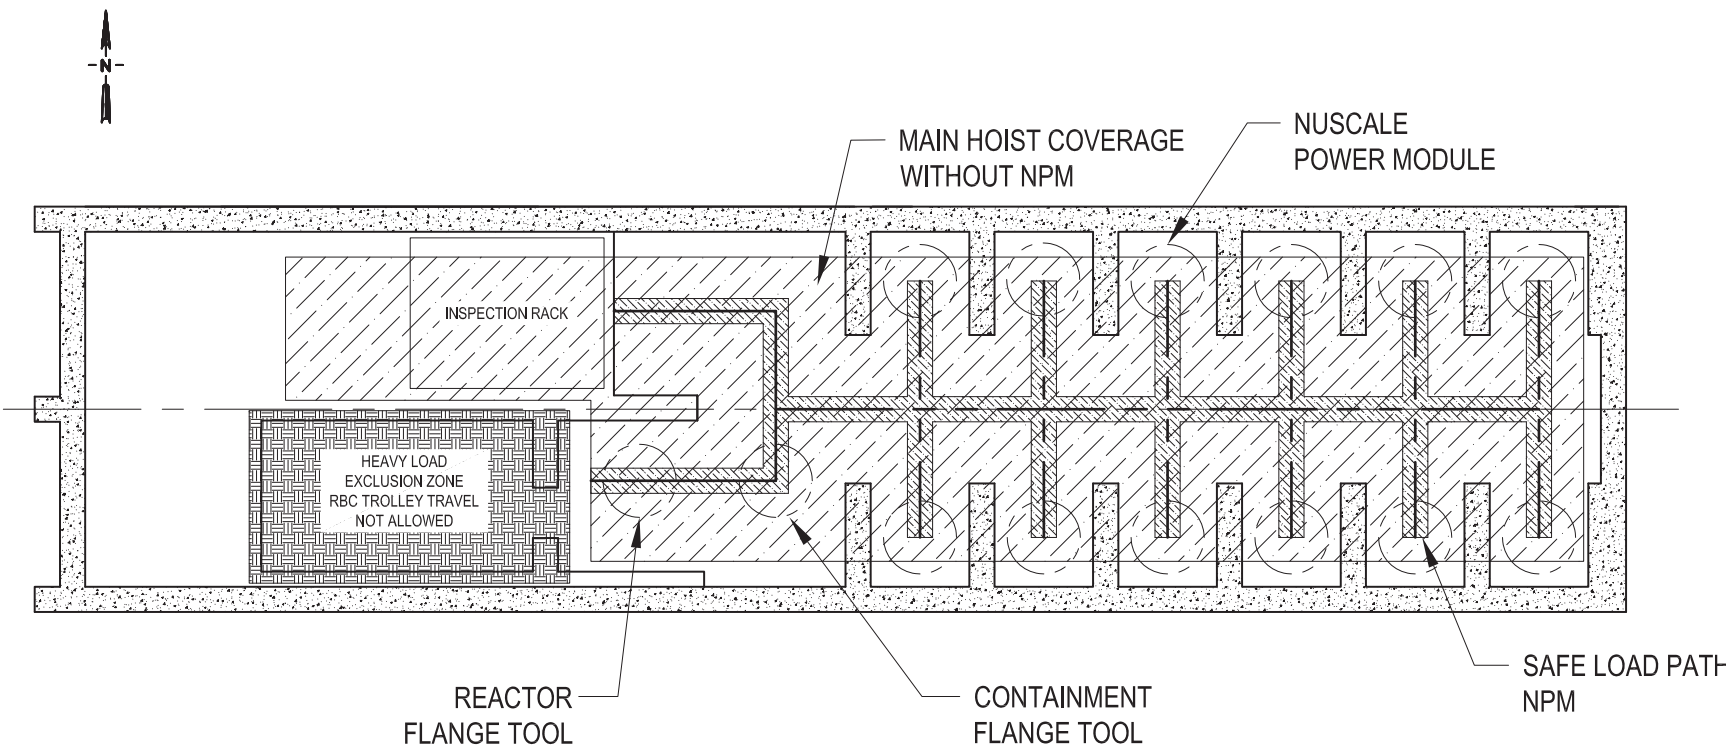 N
MAIN HOIST COVERAGE
WITHOUT NPM
NUSCALE
POWER MODULE
INSPECTION RACK
HEAVY LOAD
EXCLUSION ZONE
RBC TROLLEY TRAVEL
NOT ALLOWED
REACTOR
FLANGE TOOL
CONTAINMENT
FLANGE TOOL
SAFE LOAD PATH
NPM